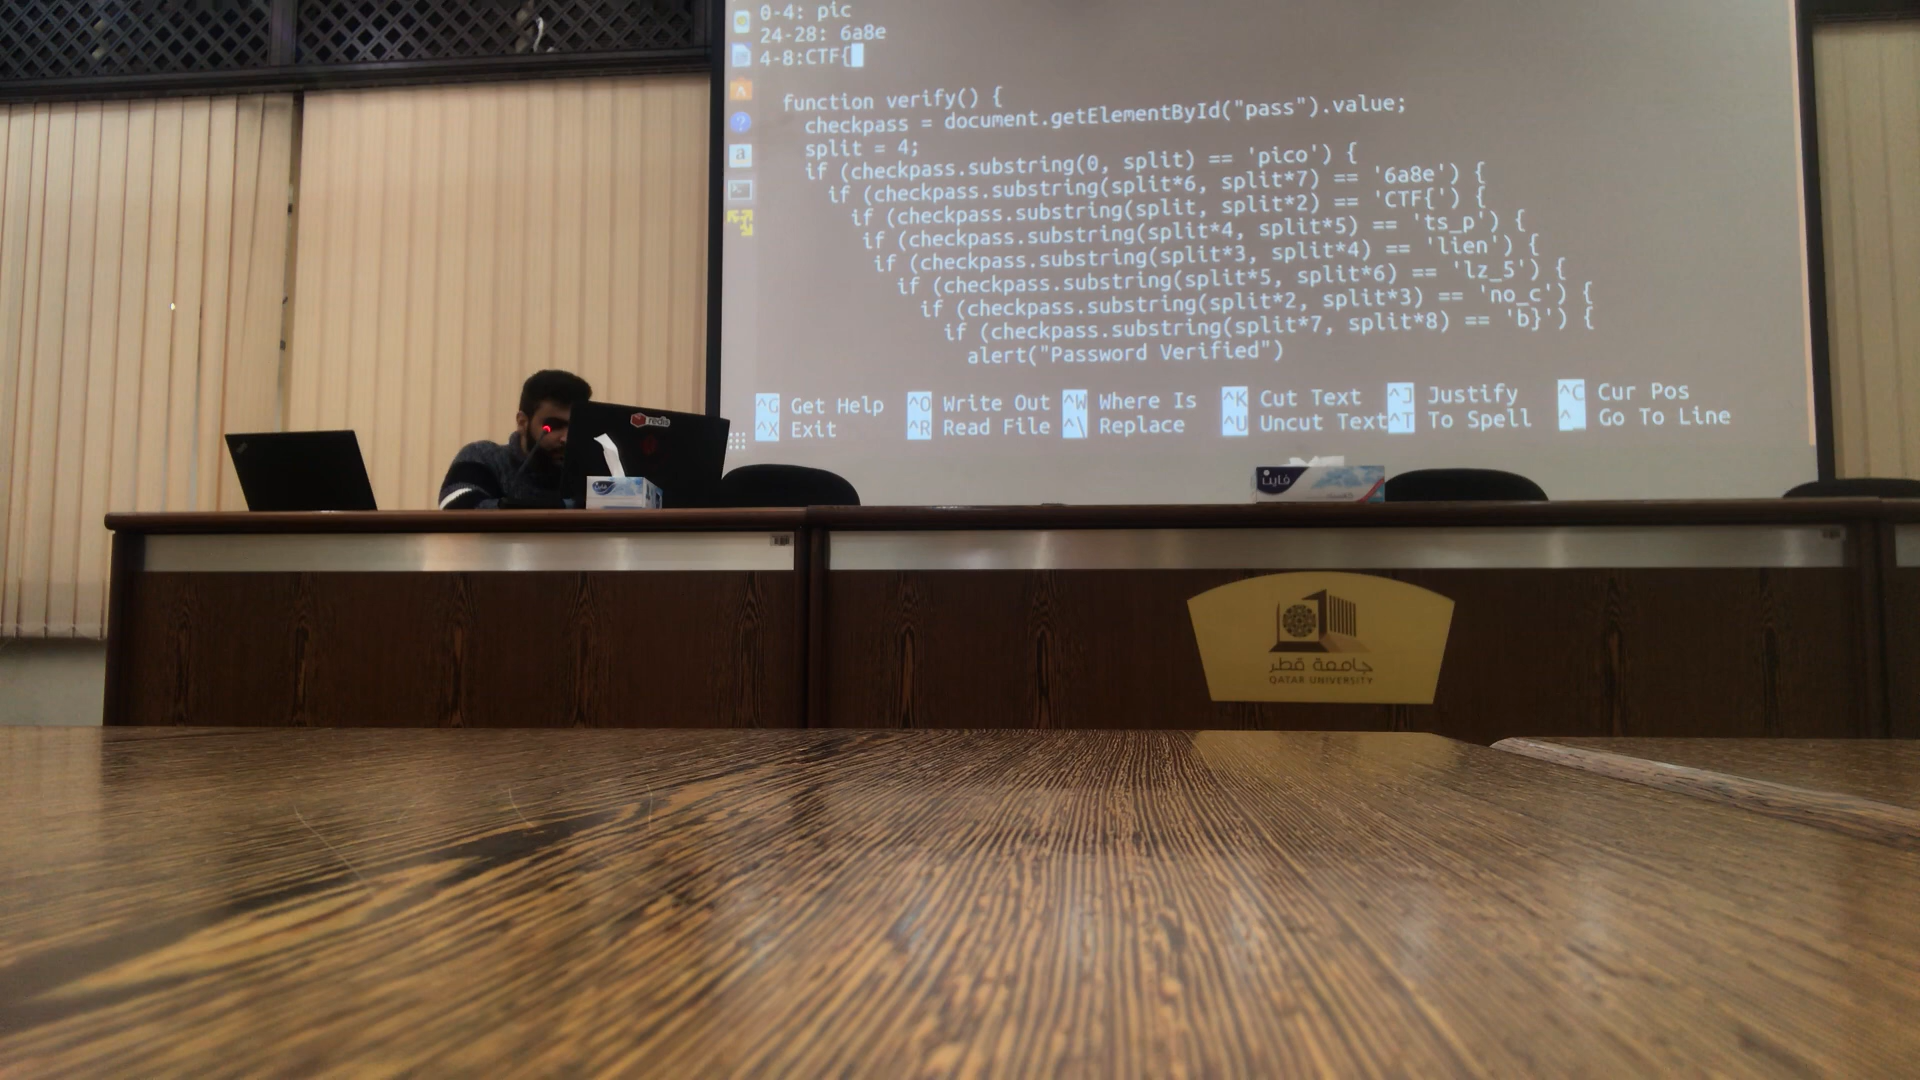 0-4: pic
24-28: 6a8e
4-8:CTF{
function verify() {
checkpass = document.getElementById("pass").value;
split = 4;
if (checkpass.substring(0, split) == 'pico') {
if (checkpass.substring(split*6, split*7) == '6a8e') {
if (checkpass.substring(split, split*2) == 'CTF{') {
if (checkpass.substring(split*4, split*5) == 'ts_p') {
if (checkpass.substring(split*3, split*4) == 'lien') {
if (checkpass.substring(split*5, split*6) == 'lz_5') {
if (checkpass.substring(split*2, split*3) == 'no_c') {
if (checkpass.substring(split*7, split*8) == 'b}') {
alert("Password Verified")
^G Get Help ^O Write Out ^W Where Is ^K Cut Text ^J Justify ^C Cur Pos
^X Exit ^R Read File ^\ Replace ^U Uncut Text ^T To Spell ^_ Go To Line
redis
فاين
جامعة قطر
QATAR UNIVERSITY